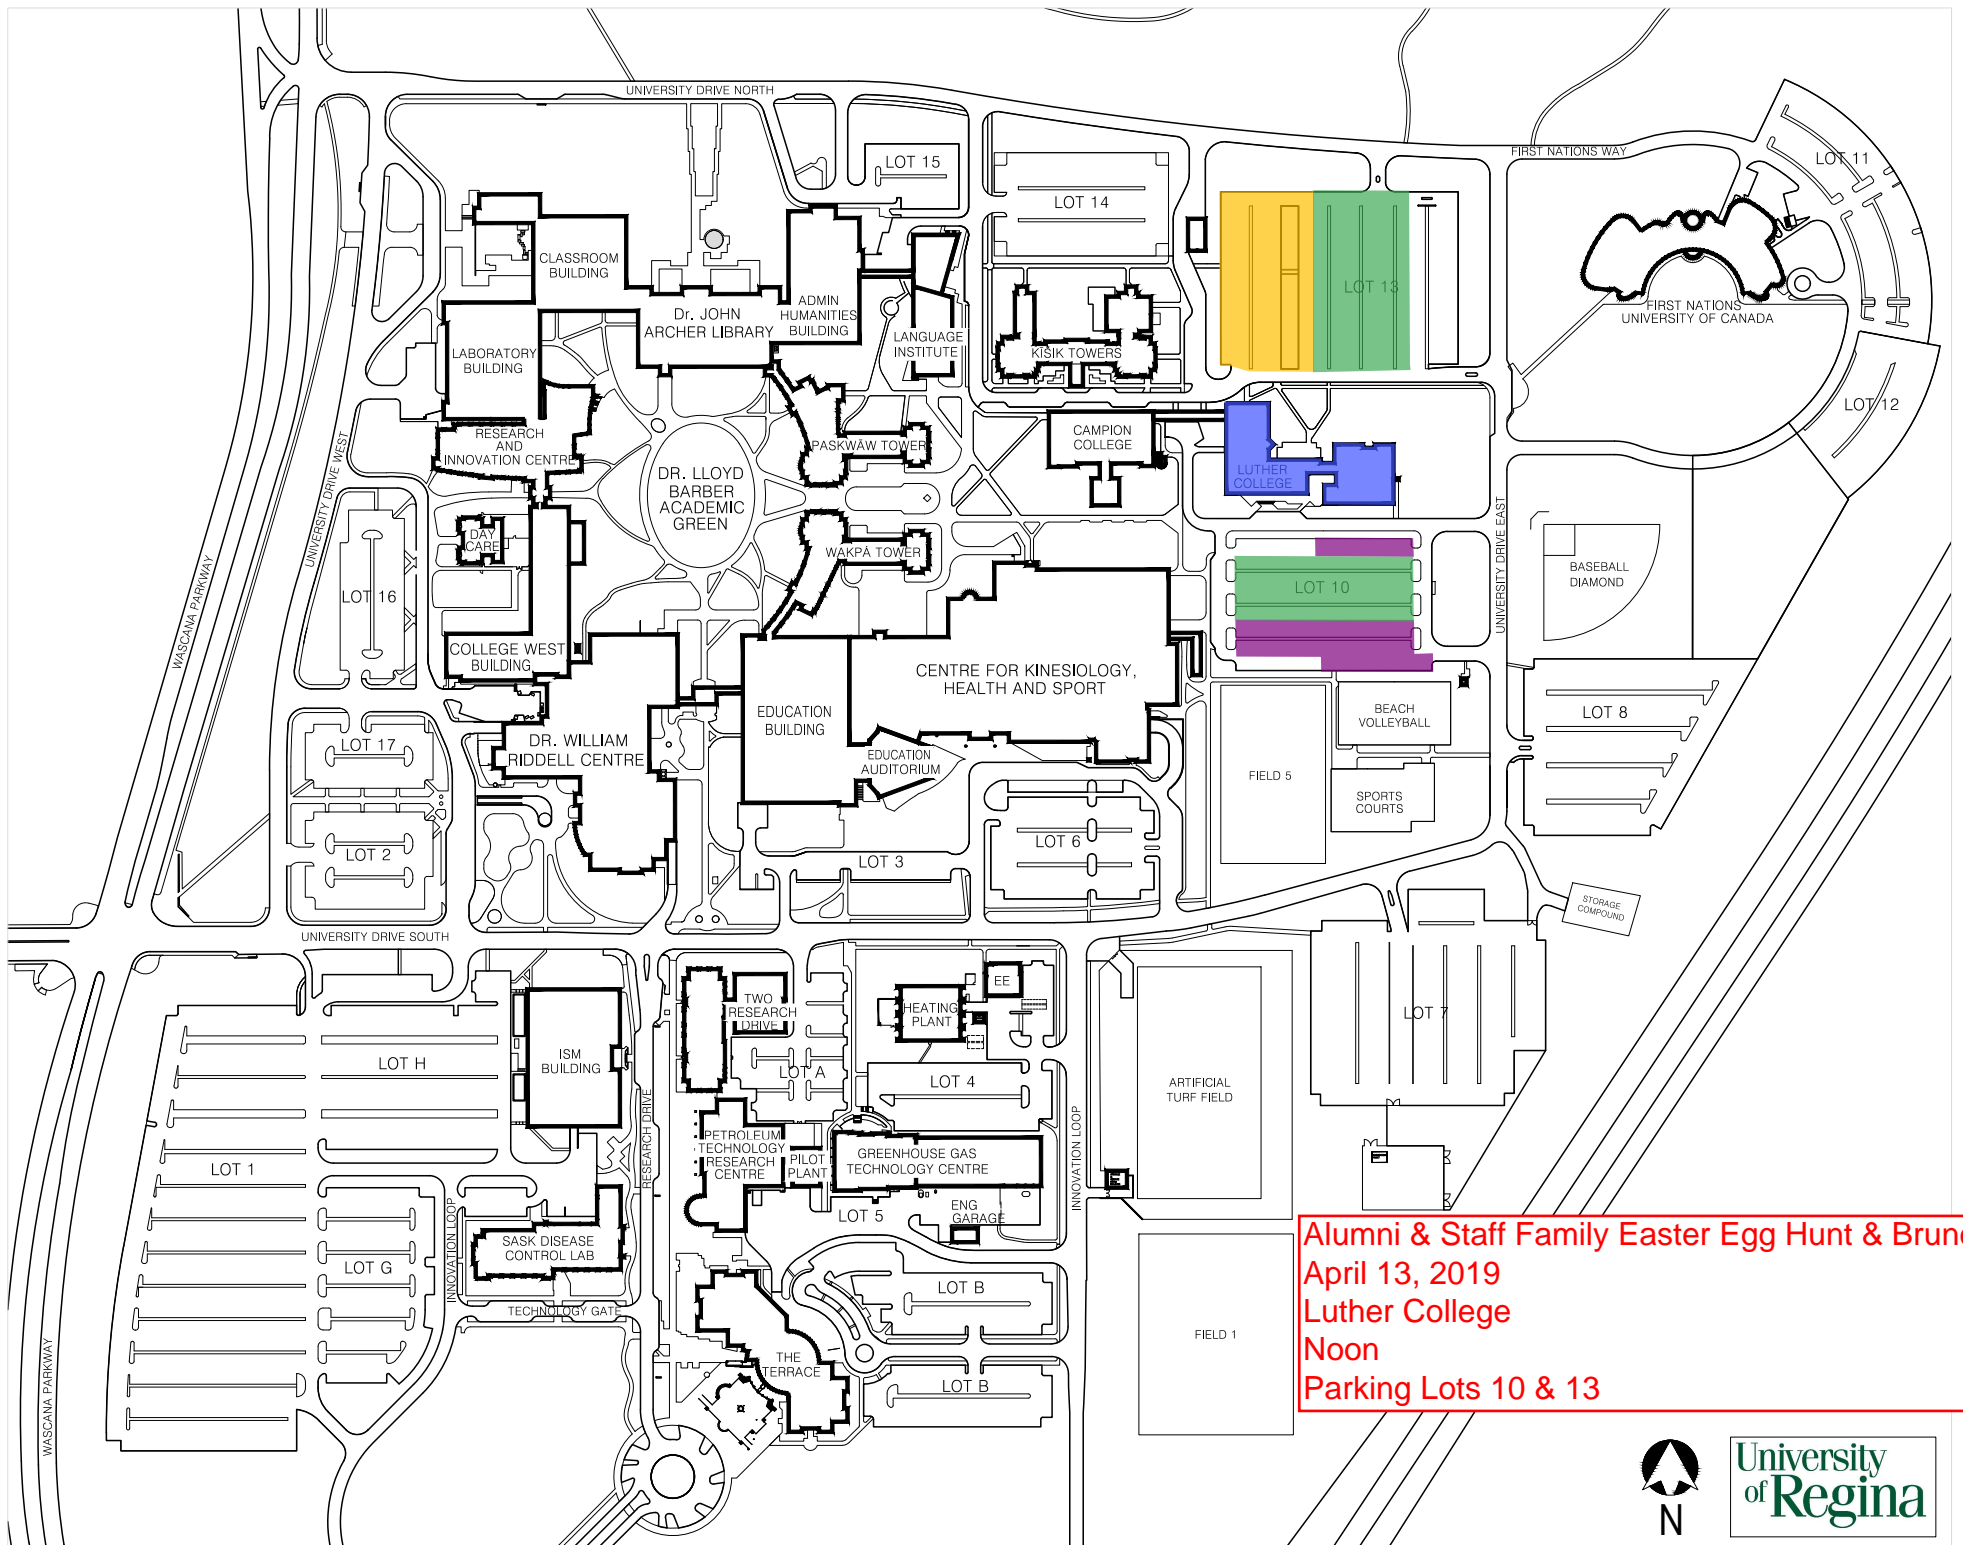 UNIVERSITY DRIVE NORTH
FIRST NATIONS WAY
LOT 15
LOT 11
LOT 14
CLASSROOM
BUILDING
Dr. JOHN
ARCHER LIBRARY
ADMIN
HUMANITIES
BUILDING
LANGUAGE
INSTITUTE
KĪSIK TOWERS
LOT 13
FIRST NATIONS
UNIVERSITY OF CANADA
LABORATORY
BUILDING
LOT 12
RESEARCH
AND
INNOVATION CENTRE
PASKWĀW TOWER
CAMPION
COLLEGE
LUTHER
COLLEGE
DR. LLOYD
BARBER
ACADEMIC
GREEN
UNIVERSITY DRIVE WEST
UNIVERSITY DRIVE EAST
DAY
CARE
WAKPĀ TOWER
LOT 10
BASEBALL
DIAMOND
WASCANA PARKWAY
LOT 16
COLLEGE WEST
BUILDING
CENTRE FOR KINESIOLOGY,
HEALTH AND SPORT
EDUCATION
BUILDING
BEACH
VOLLEYBALL
LOT 8
LOT 17
DR. WILLIAM
RIDDELL CENTRE
EDUCATION
AUDITORIUM
FIELD 5
SPORTS
COURTS
LOT 2
LOT 3
LOT 6
STORAGE
COMPOUND
UNIVERSITY DRIVE SOUTH
TWO
RESEARCH
DRIVE
HEATING
PLANT
EE
LOT 7
LOT H
ISM
BUILDING
LOT A
LOT 4
ARTIFICIAL
TURF FIELD
RESEARCH DRIVE
INNOVATION LOOP
LOT 1
PETROLEUM
TECHNOLOGY
RESEARCH
CENTRE
PILOT
PLANT
GREENHOUSE GAS
TECHNOLOGY CENTRE
LOT 5
ENG
GARAGE
INNOVATION LOOP
SASK DISEASE
CONTROL LAB
LOT G
TECHNOLOGY GATE
LOT B
FIELD 1
THE
TERRACE
LOT B
WASCANA PARKWAY
Alumni & Staff Family Easter Egg Hunt & Brun
April 13, 2019
Luther College
Noon
Parking Lots 10 & 13
N
University
of Regina